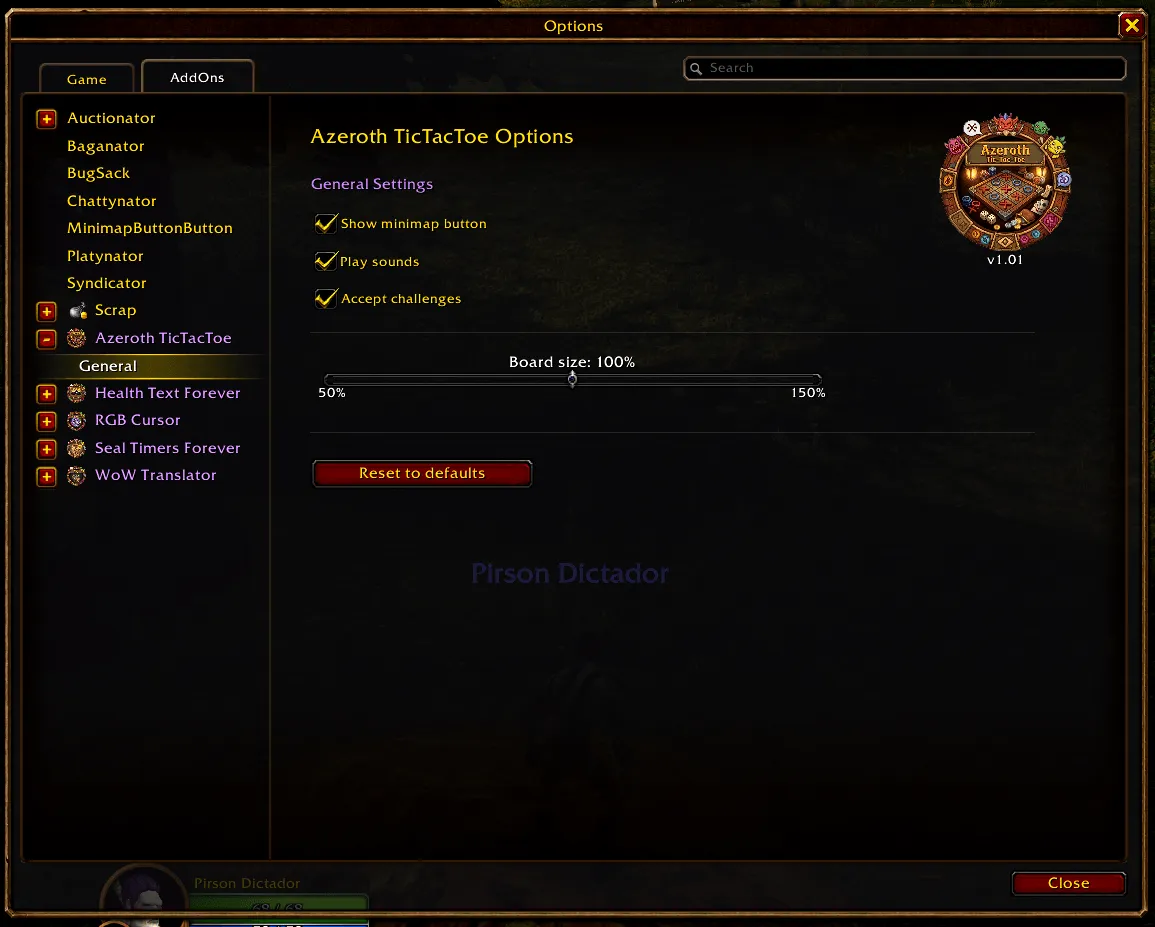 Options
Game
AddOns
Search
Auctionator
Baganator
BugSack
Chattynator
MinimapButtonButton
Platynator
Syndicator
Scrap
Azeroth TicTacToe
General
Health Text Forever
RGB Cursor
Seal Timers Forever
WoW Translator
Azeroth TicTacToe Options
Azeroth
Tic Tac Toe
v1.01
General Settings
Show minimap button
Play sounds
Accept challenges
Board size: 100%
50%
150%
Reset to defaults
Pirson Dictador
Pirson Dictador
68 / 68
Close